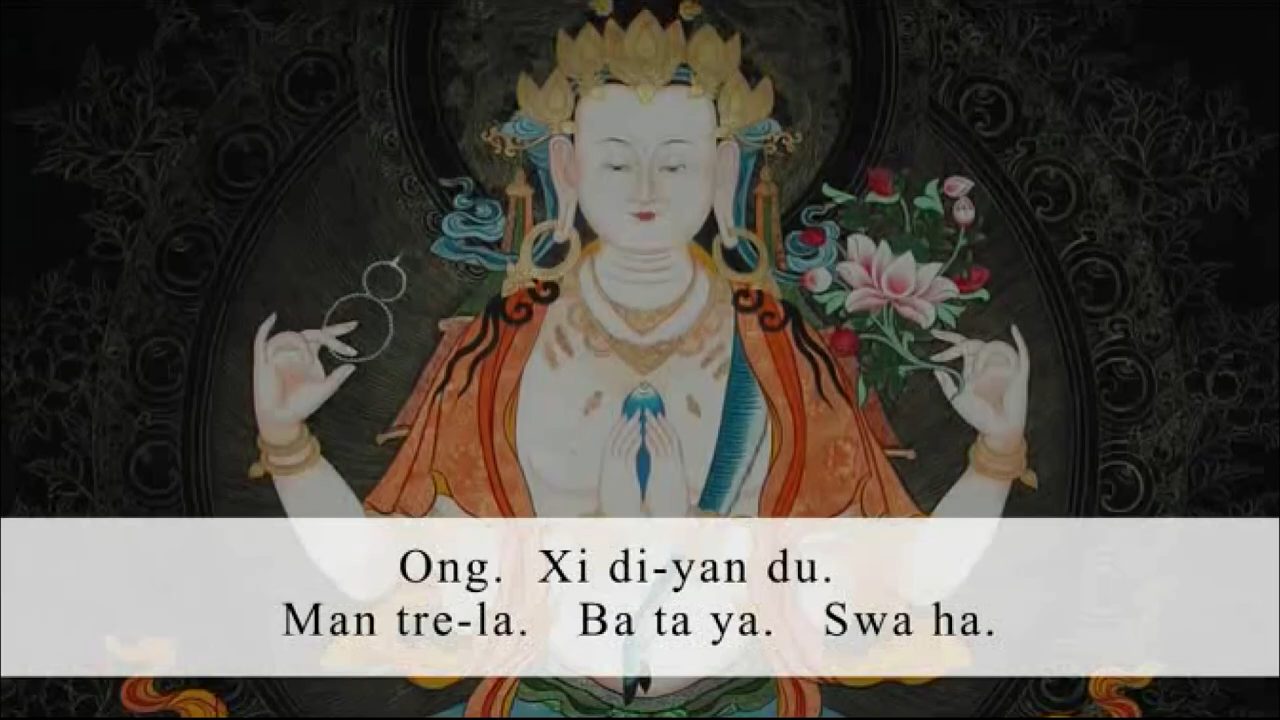 Ong. Xi di-yan du.
Man tre-la. Ba ta ya. Swa ha.